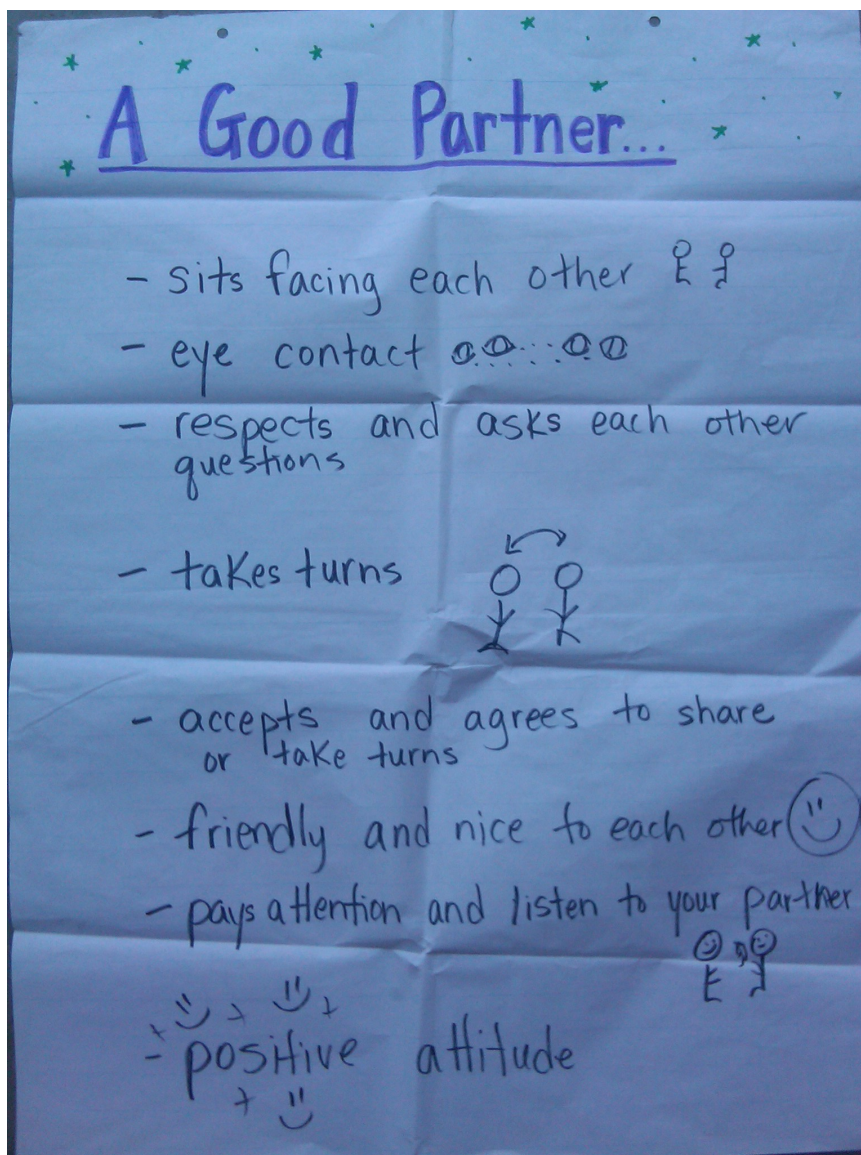 A Good Partner...
- sits facing each other
- eye contact
- respects and asks each other
questions
- takes turns
- accepts and agrees to share
or take turns
- friendly and nice to each other
- pays attention and listen to your partner
- positive attitude